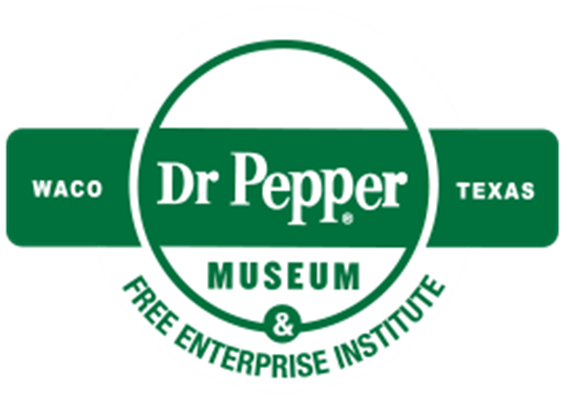 WACO
Dr Pepper®
TEXAS
MUSEUM
&
FREE ENTERPRISE INSTITUTE